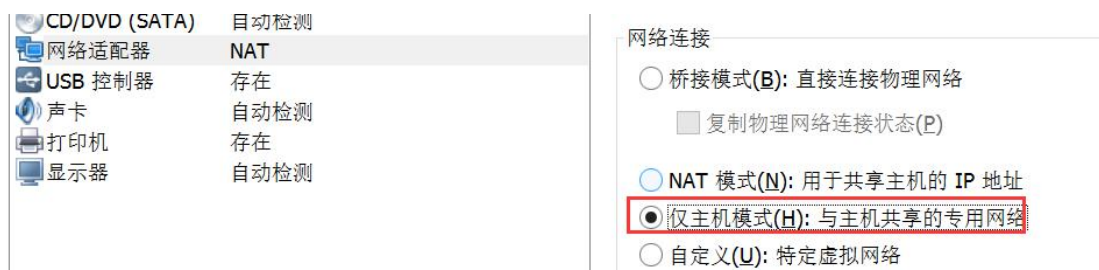 CD/DVD (SATA) 自动检测
网络适配器 NAT
USB 控制器 存在
声卡 自动检测
打印机 存在
显示器 自动检测
网络连接
桥接模式(B): 直接连接物理网络
复制物理网络连接状态(P)
NAT 模式(N): 用于共享主机的 IP 地址
仅主机模式(H): 与主机共享的专用网络
自定义(U): 特定虚拟网络